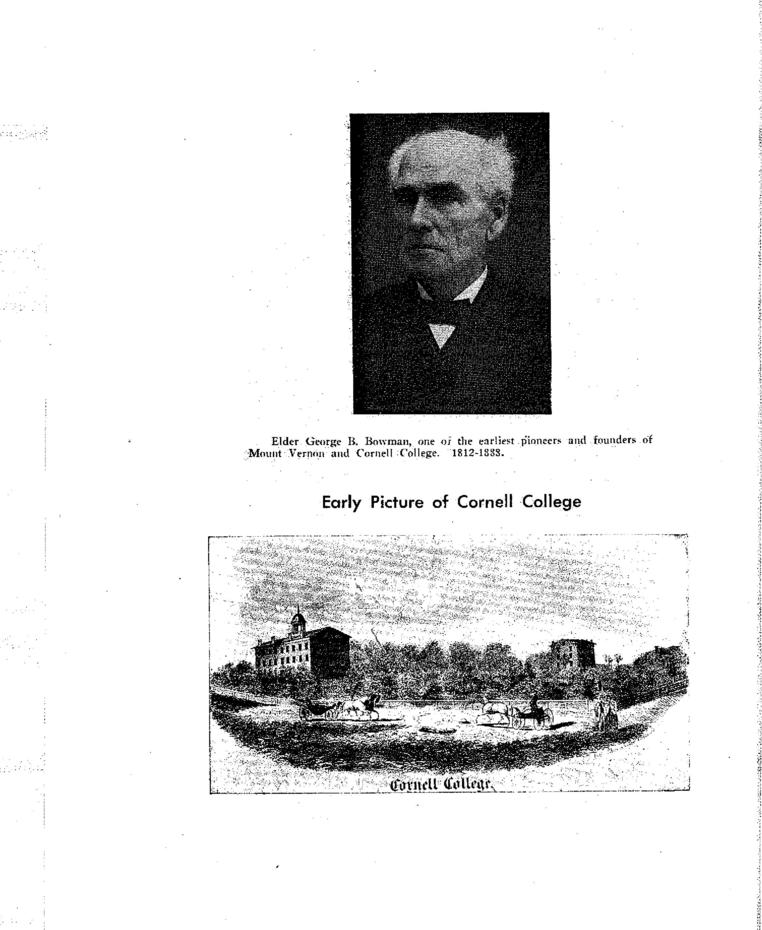 Elder George B. Bowman, one of the earliest pioneers and founders of
Mount Vernon and Cornell College. 1812-1888.
Early Picture of Cornell College
Cornell College.